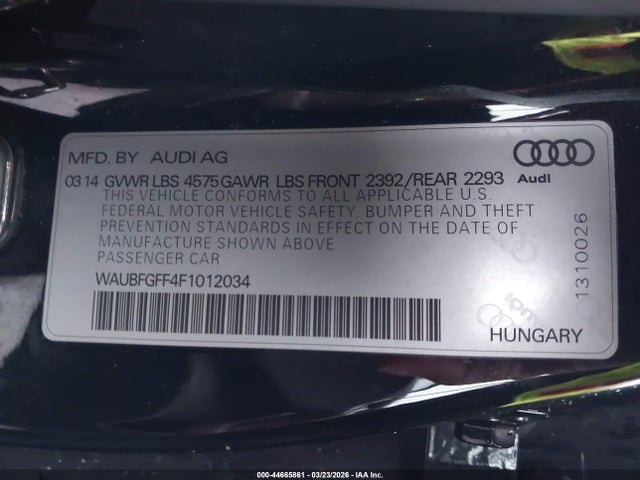 MFD. BY AUDI AG
03 14 GVWR LBS 4575 GAWR LBS FRONT 2392/REAR 2293
Audi
THIS VEHICLE CONFORMS TO ALL APPLICABLE U.S.
FEDERAL MOTOR VEHICLE SAFETY, BUMPER AND THEFT
PREVENTION STANDARDS IN EFFECT ON THE DATE OF
MANUFACTURE SHOWN ABOVE
PASSENGER CAR
WAUBFGFF4F1012034
1310026
HUNGARY
000-44665861 - 03/23/2026 - IAA Inc.